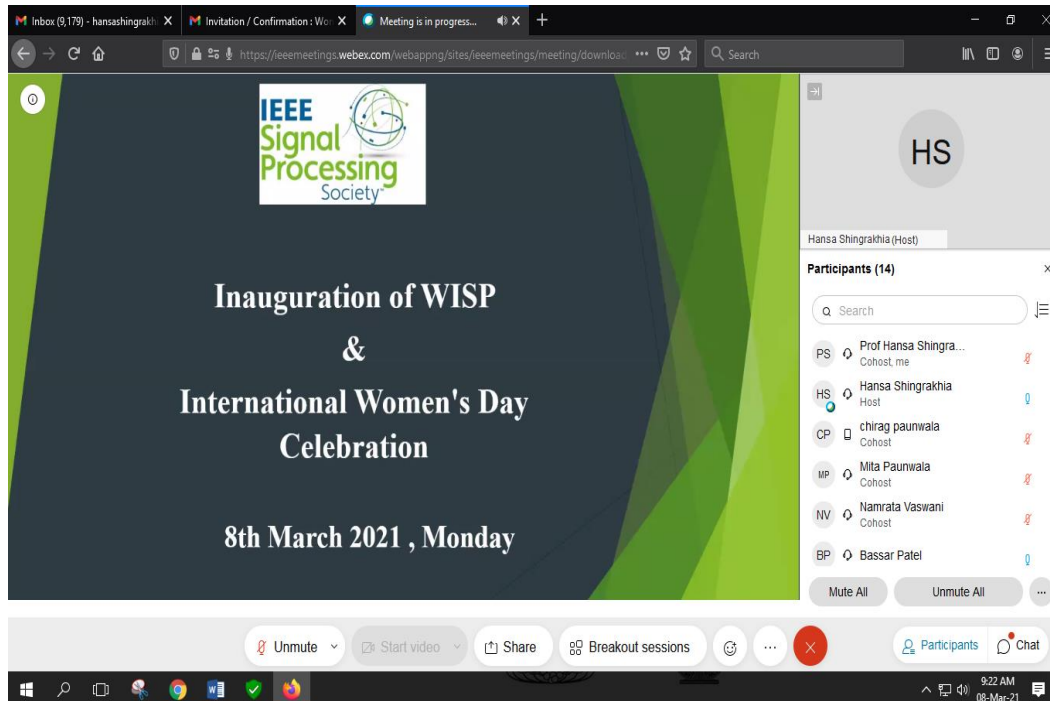 Inbox (9,179) - hansashingrakh
Invitation / Confirmation : Wor
Meeting is in progress...
https://ieeemeetings.webex.com/webappng/sites/ieeemeetings/meeting/download
Search
IEEE
Signal
Processing
Society
Inauguration of WISP
&
International Women's Day
Celebration
8th March 2021 , Monday
HS
Hansa Shingrakhia (Host)
Participants (14)
Search
PS
Prof Hansa Shingra...
Cohost, me
HS
Hansa Shingrakhia
Host
CP
chirag paunwala
Cohost
MP
Mita Paunwala
Cohost
NV
Namrata Vaswani
Cohost
BP
Bassar Patel
Mute All
Unmute All
...
Unmute
Start video
Share
Breakout sessions
...
Participants
Chat
9:22 AM
08-Mar-21